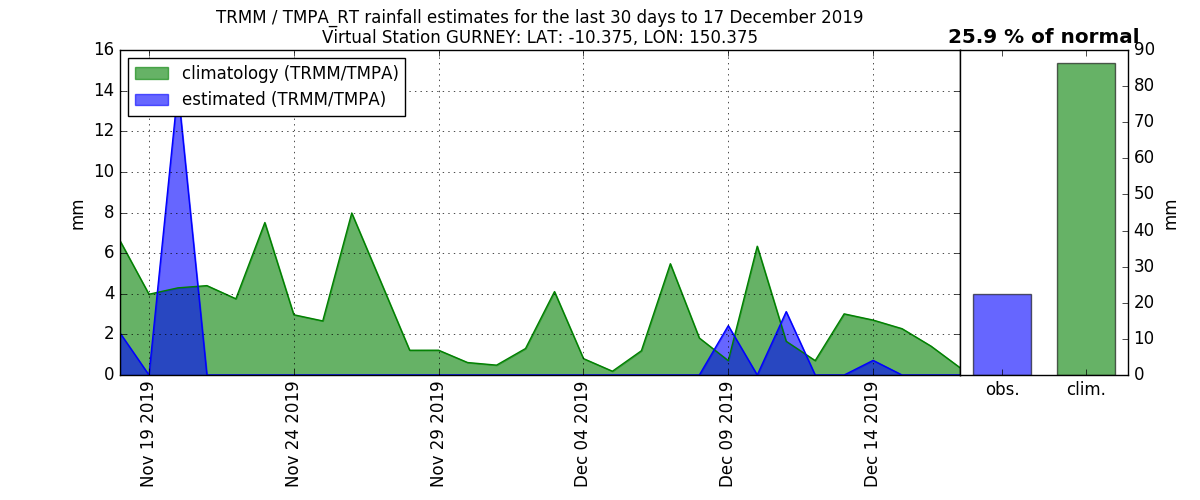 TRMM / TMPA_RT rainfall estimates for the last 30 days to 17 December 2019
Virtual Station GURNEY: LAT: -10.375, LON: 150.375
25.9 % of normal
climatology (TRMM/TMPA)
estimated (TRMM/TMPA)
16
14
12
10
8
6
4
2
0
mm
Nov 19 2019
Nov 24 2019
Nov 29 2019
Dec 04 2019
Dec 09 2019
Dec 14 2019
90
80
70
60
50
40
30
20
10
0
mm
obs.
clim.